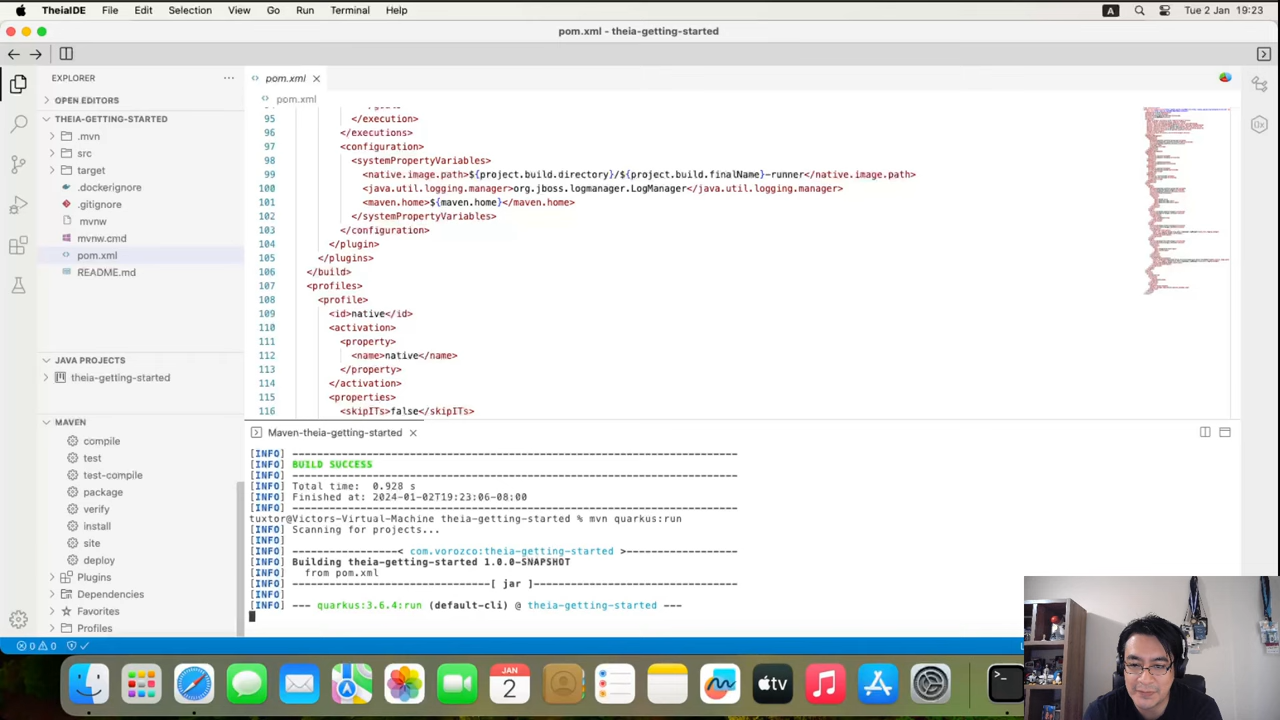 TheiaIDE File Edit Selection View Go Run Terminal Help A Tue 2 Jan 19:23
pom.xml - theia-getting-started
EXPLORER
OPEN EDITORS
THEIA-GETTING-STARTED
.mvn
src
target
.dockerignore
.gitignore
mvnw
mvnw.cmd
pom.xml
README.md
JAVA PROJECTS
theia-getting-started
MAVEN
compile
test
test-compile
package
verify
install
site
deploy
Plugins
Dependencies
Favorites
Profiles
0 0
pom.xml
pom.xml
95 </execution>
96 </executions>
97 <configuration>
98 <systemPropertyVariables>
99 <native.image.path>${project.build.directory}/${project.build.finalName}-runner</native.image.path>
100 <java.util.logging.manager>org.jboss.logmanager.LogManager</java.util.logging.manager>
101 <maven.home>${maven.home}</maven.home>
102 </systemPropertyVariables>
103 </configuration>
104 </plugin>
105 </plugins>
106 </build>
107 <profiles>
108 <profile>
109 <id>native</id>
110 <activation>
111 <property>
112 <name>native</name>
113 </property>
114 </activation>
115 <properties>
116 <skipITs>false</skipITs>
Maven-theia-getting-started
[INFO] ------------------------------------------------------------------------
[INFO] BUILD SUCCESS
[INFO] ------------------------------------------------------------------------
[INFO] Total time:  0.928 s
[INFO] Finished at: 2024-01-02T19:23:06-08:00
[INFO] ------------------------------------------------------------------------
tuxtor@Victors-Virtual-Machine theia-getting-started % mvn quarkus:run
[INFO] Scanning for projects...
[INFO]
[INFO] ------------------< com.vorozco:theia-getting-started >-------------------
[INFO] Building theia-getting-started 1.0.0-SNAPSHOT
[INFO]   from pom.xml
[INFO] --------------------------------[ jar ]---------------------------------
[INFO]
[INFO] --- quarkus:3.6.4:run (default-cli) @ theia-getting-started ---
JAN
2
tv